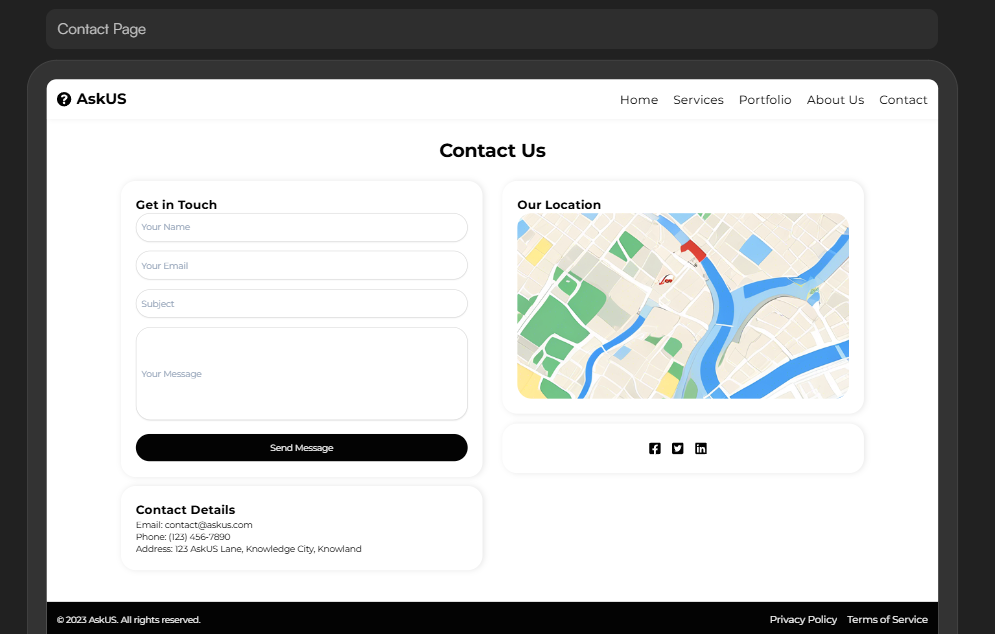 Contact Page
AskUS
Home Services Portfolio About Us Contact
Contact Us
Get in Touch
Your Name
Your Email
Subject
Your Message
Send Message
Our Location
Contact Details
Email: contact@askus.com
Phone: (123) 456-7890
Address: 123 AskUS Lane, Knowledge City, Knowland
© 2023 AskUS. All rights reserved.
Privacy Policy Terms of Service